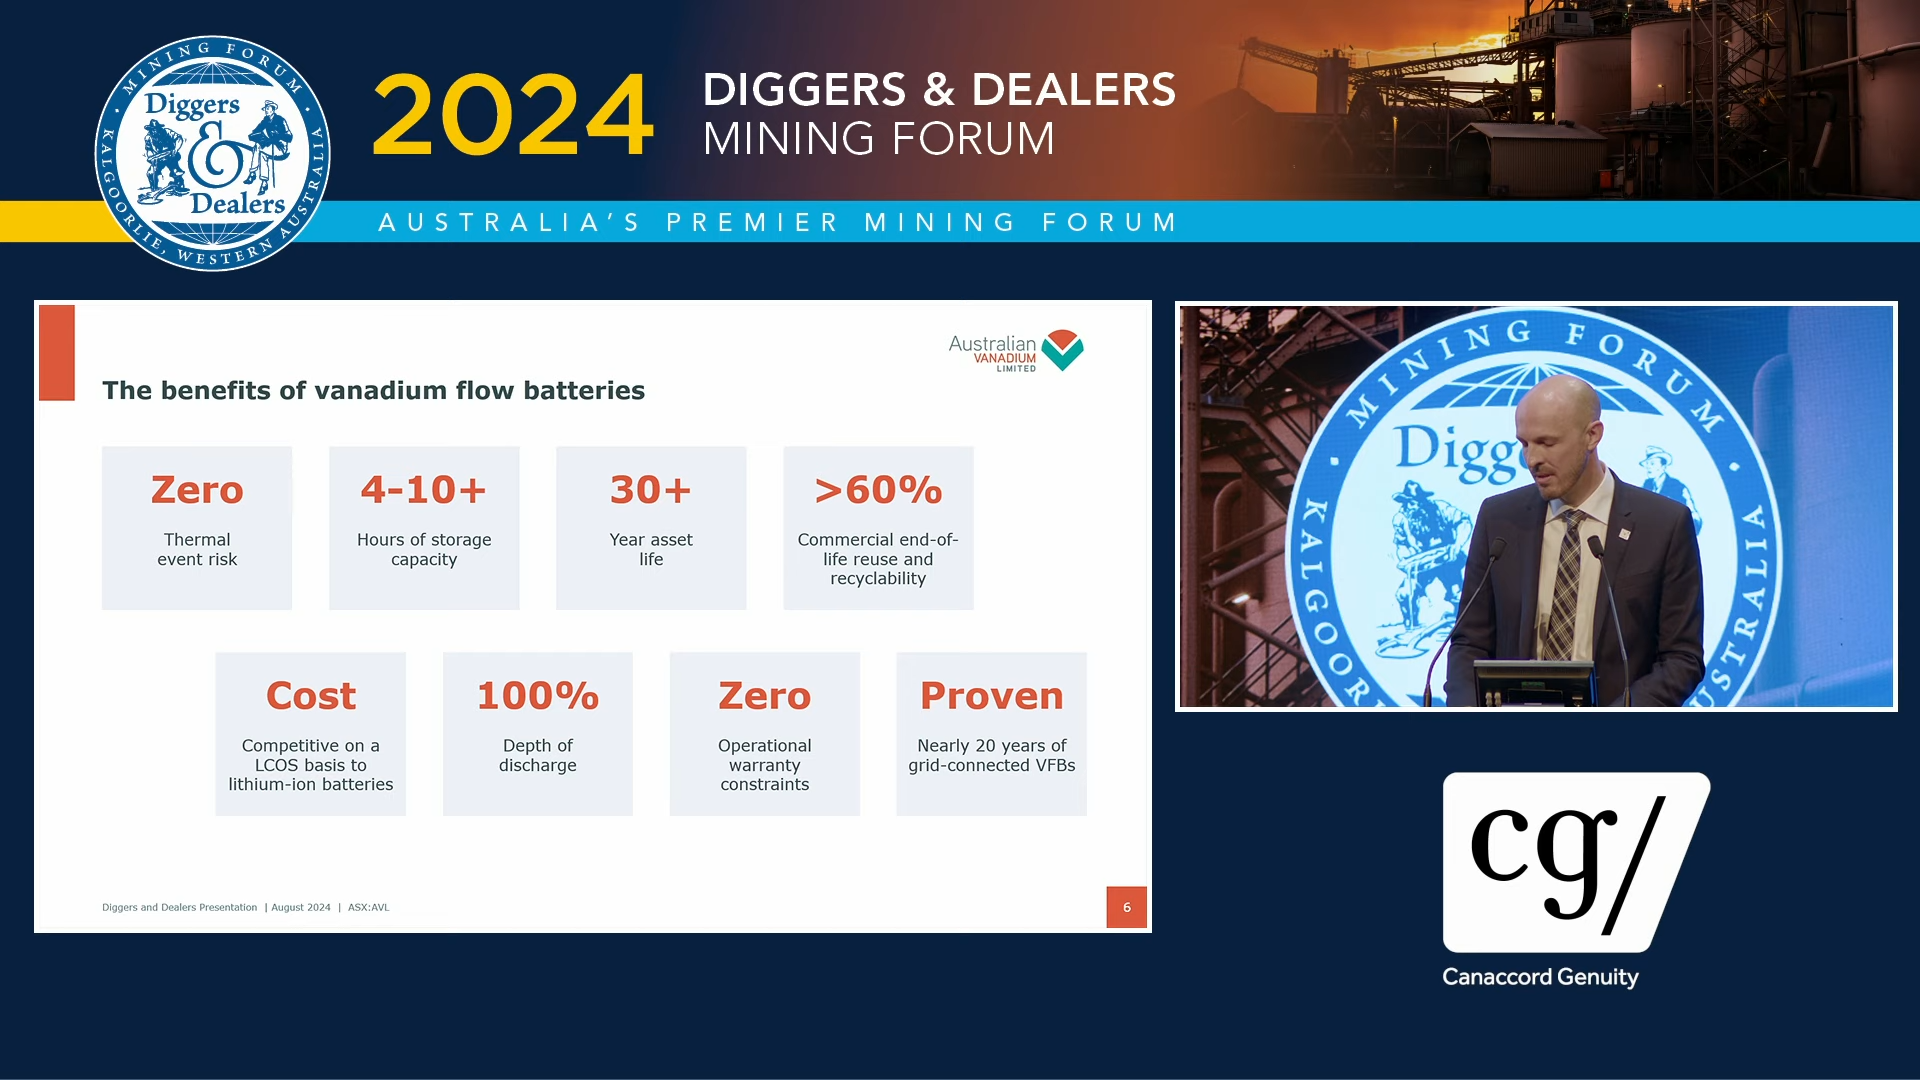 MINING FORUM
Diggers
&
Dealers
KALGOORLIE, WESTERN AUSTRALIA
2024
DIGGERS & DEALERS
MINING FORUM
AUSTRALIA’S PREMIER MINING FORUM
Australian
VANADIUM
LIMITED
The benefits of vanadium flow batteries
Zero
Thermal
event risk
4-10+
Hours of storage
capacity
30+
Year asset
life
>60%
Commercial end-of-
life reuse and
recyclability
Cost
Competitive on a
LCOS basis to
lithium-ion batteries
100%
Depth of
discharge
Zero
Operational
warranty
constraints
Proven
Nearly 20 years of
grid-connected VFBs
Diggers and Dealers Presentation | August 2024 | ASX:AVL
6
MINING FORUM
Digg
KALGOOR
USTRALIA
cg/
Canaccord Genuity